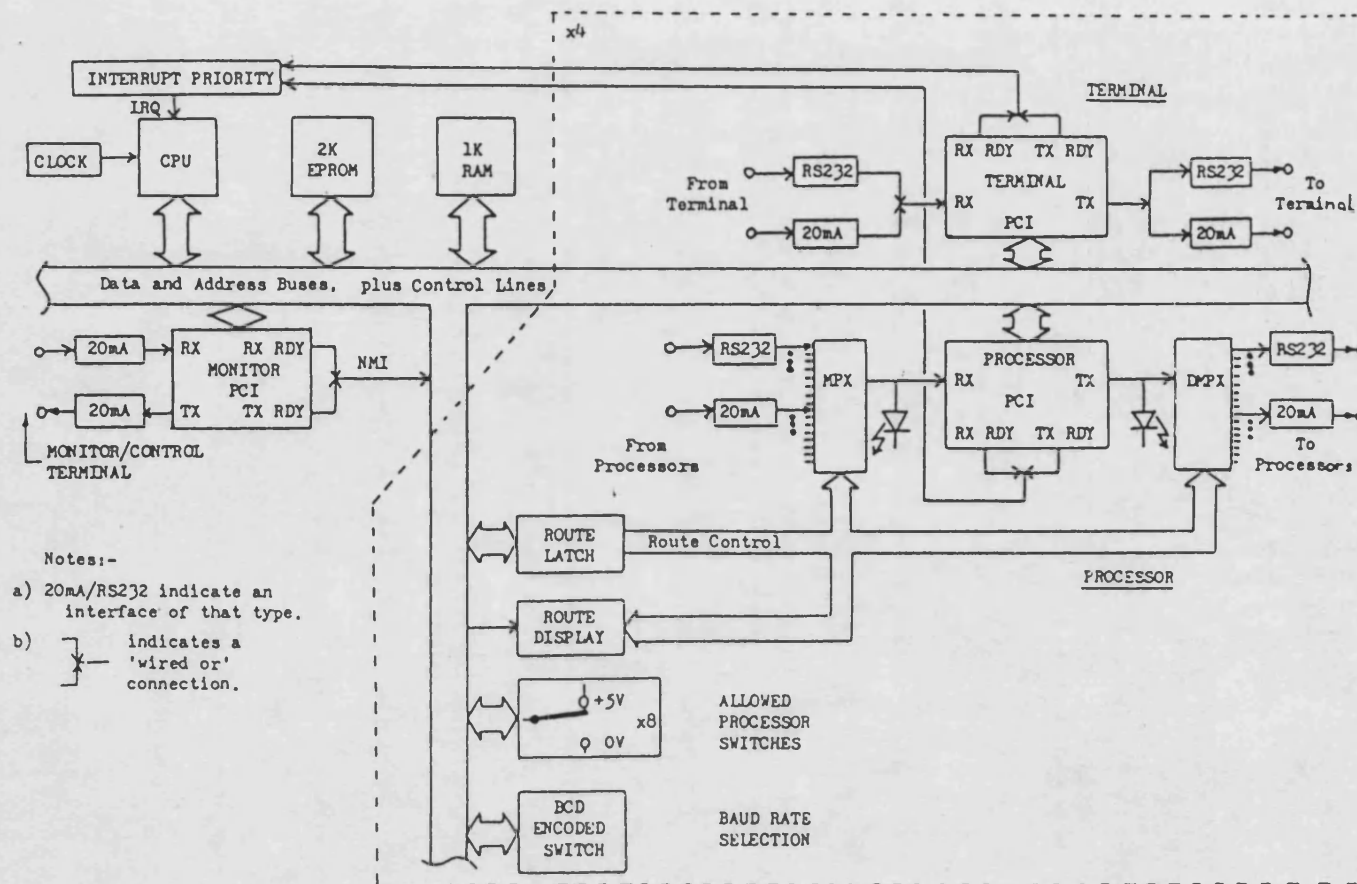 x4
INTERRUPT PRIORITY
IRQ
CLOCK
CPU
2K
EPROM
1K
RAM
TERMINAL
From
Terminal
RS232
20mA
RX RDY TX RDY
TERMINAL
RX TX
PCI
RS232
20mA
To
Terminal
Data and Address Buses, plus Control Lines
20mA
20mA
RX RX RDY
MONITOR
PCI
TX TX RDY
NMI
MONITOR/CONTROL
TERMINAL
RS232
20mA
From
Processors
MPX
PROCESSOR
RX TX
PCI
RX RDY TX RDY
DMPX
RS232
20mA
To
Processors
ROUTE
LATCH
Route Control
PROCESSOR
ROUTE
DISPLAY
+5V
x8
0V
ALLOWED
PROCESSOR
SWITCHES
BCD
ENCODED
SWITCH
BAUD RATE
SELECTION
Notes:-
a) 20mA/RS232 indicate an
interface of that type.
b) indicates a
'wired or'
connection.